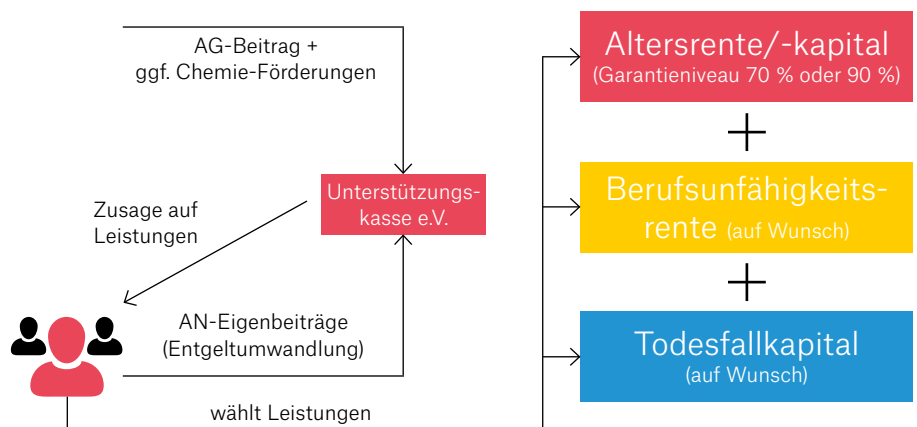 AG-Beitrag +
ggf. Chemie-Förderungen
Unterstützungs-
kasse e.V.
Zusage auf
Leistungen
AN-Eigenbeiträge
(Entgeltumwandlung)
wählt Leistungen
Altersrente/-kapital
(Garantieniveau 70 % oder 90 %)
+
Berufsunfähigkeits-
rente (auf Wunsch)
+
Todesfallkapital
(auf Wunsch)